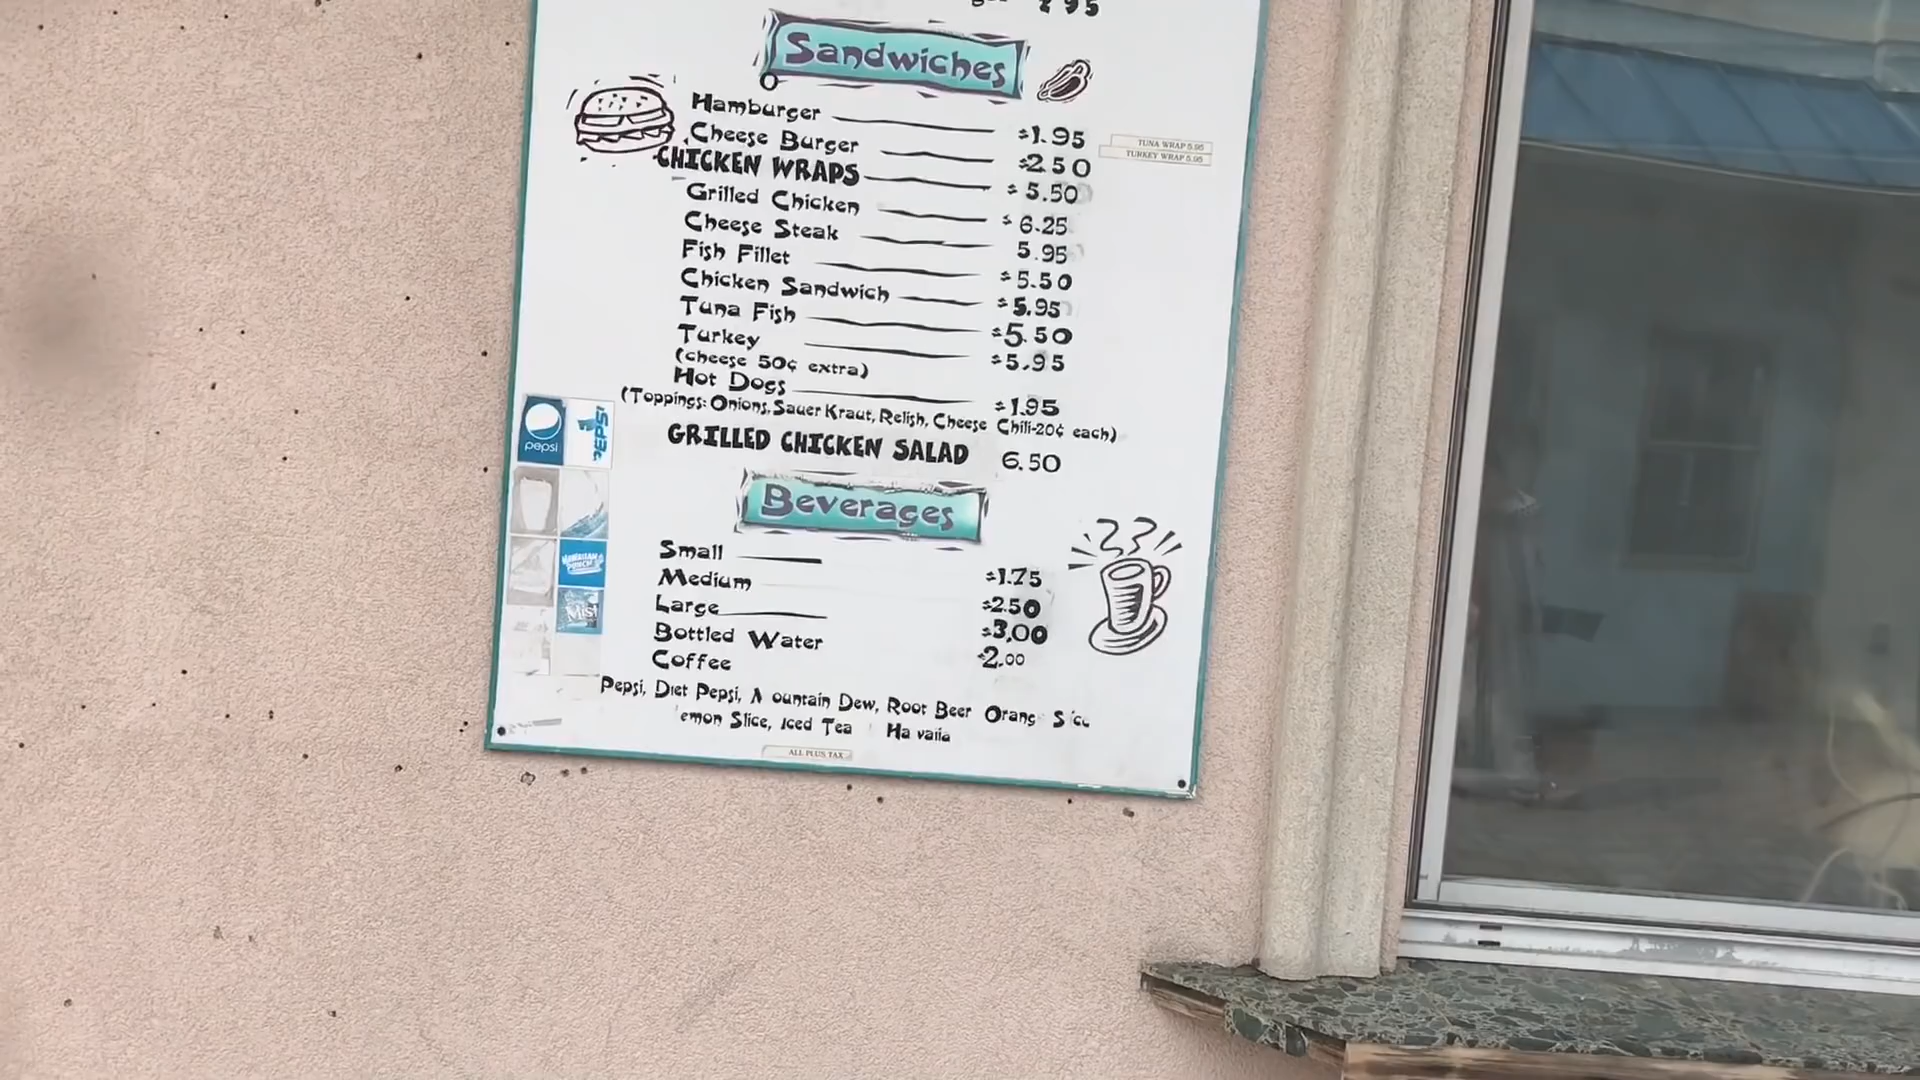 Sandwiches
Hamburger $1.95
Cheese Burger $2.50
CHICKEN WRAPS $5.50
Grilled Chicken $6.25
Cheese Steak 5.95
Fish Fillet $5.50
Chicken Sandwich $5.95
Tuna Fish $5.50
Turkey $5.95
(cheese 50¢ extra)
Hot Dogs $1.95
(Toppings: Onions, Sauer Kraut, Relish, Cheese Chili-20¢ each)
GRILLED CHICKEN SALAD 6.50
TUNA WRAP 5.95
TURKEY WRAP 5.95
pepsi
PEPSI
HAWAIIAN PUNCH
Mist
Beverages
Small $1.75
Medium $2.50
Large $3.00
Bottled Water $2.00
Coffee
Pepsi, Diet Pepsi, ountain Dew, Root Beer Orang
emon Slice, Iced Tea
ALL PLUS TAX